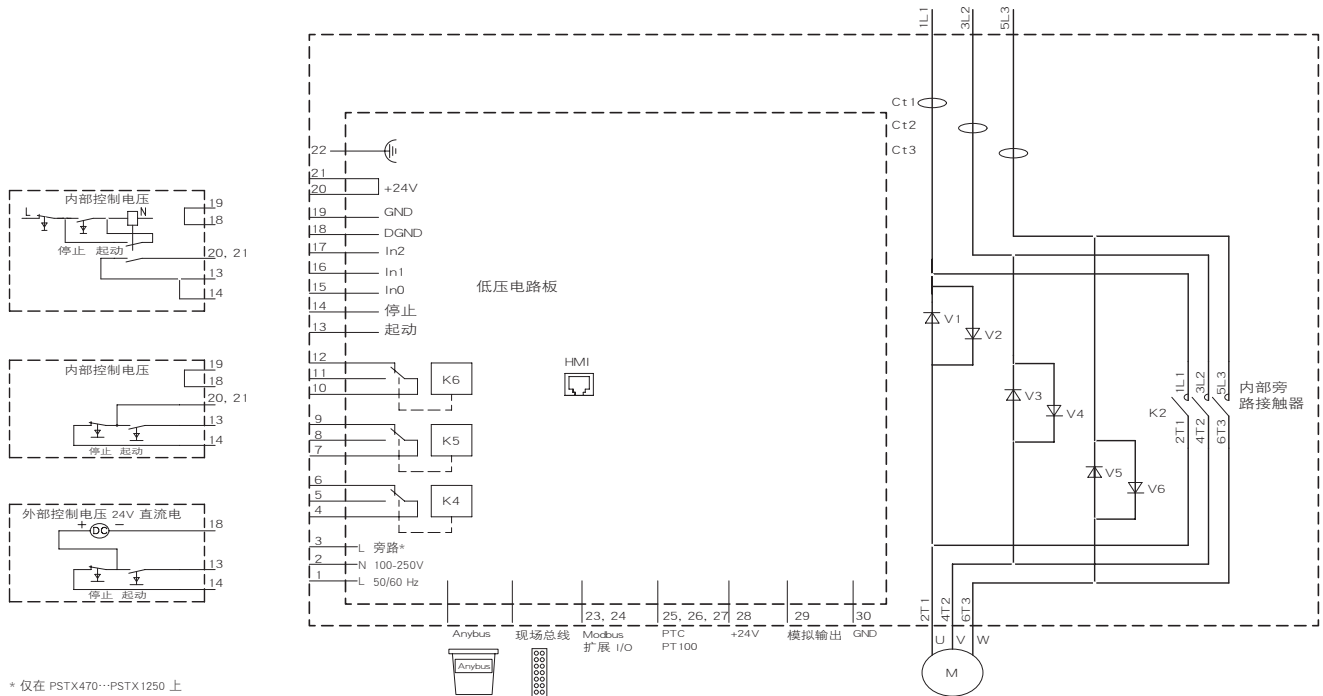 1L1
3L2
5L3
Ct1
Ct2
Ct3
22
21
20 +24V
19 GND
18 DGND
17 In2
16 In1
15 In0
14 停止
13 起动
低压电路板
HMI
12
11
10
K6
9
8
7
K5
6
5
4
K4
3 L 旁路*
2 N 100-250V
1 L 50/60 Hz
内部控制电压
L N
停止 起动
19
18
20, 21
13
14
内部控制电压
停止 起动
19
18
20, 21
13
14
外部控制电压 24V 直流电
+ DC −
停止 起动
18
13
14
V1
V2
V3
V4
V5
V6
K2
1L1
3L2
5L3
2T1
4T2
6T3
内部旁
路接触器
Anybus
Anybus
现场总线
23, 24
Modbus
扩展 I/O
25, 26, 27
PTC
PT100
28
+24V
29
模拟输出
30
GND
2T1
4T2
6T3
U V W
M
* 仅在 PSTX470…PSTX1250 上